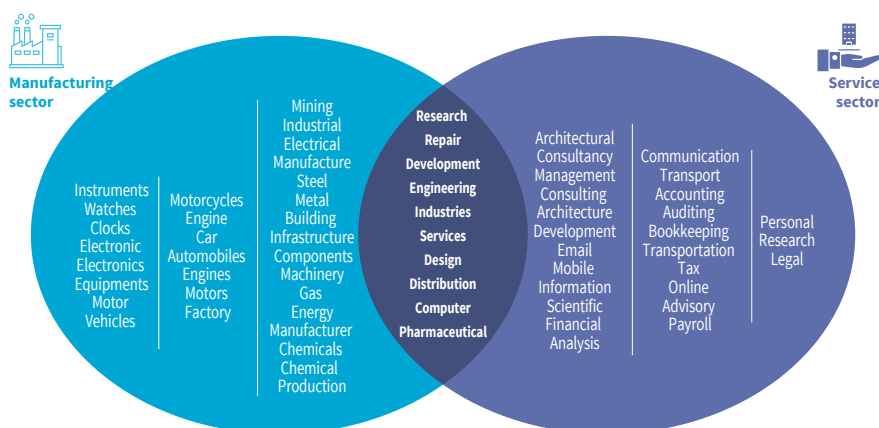 Manufacturing
sector
Service
sector
Instruments
Watches
Clocks
Electronic
Electronics
Equipments
Motor
Vehicles
Motorcycles
Engine
Car
Automobiles
Engines
Motors
Factory
Mining
Industrial
Electrical
Manufacture
Steel
Metal
Building
Infrastructure
Components
Machinery
Gas
Energy
Manufacturer
Chemicals
Chemical
Production
Research
Repair
Development
Engineering
Industries
Services
Design
Distribution
Computer
Pharmaceutical
Architectural
Consultancy
Management
Consulting
Architecture
Development
Email
Mobile
Information
Scientific
Financial
Analysis
Communication
Transport
Accounting
Auditing
Bookkeeping
Transportation
Tax
Online
Advisory
Payroll
Personal
Research
Legal